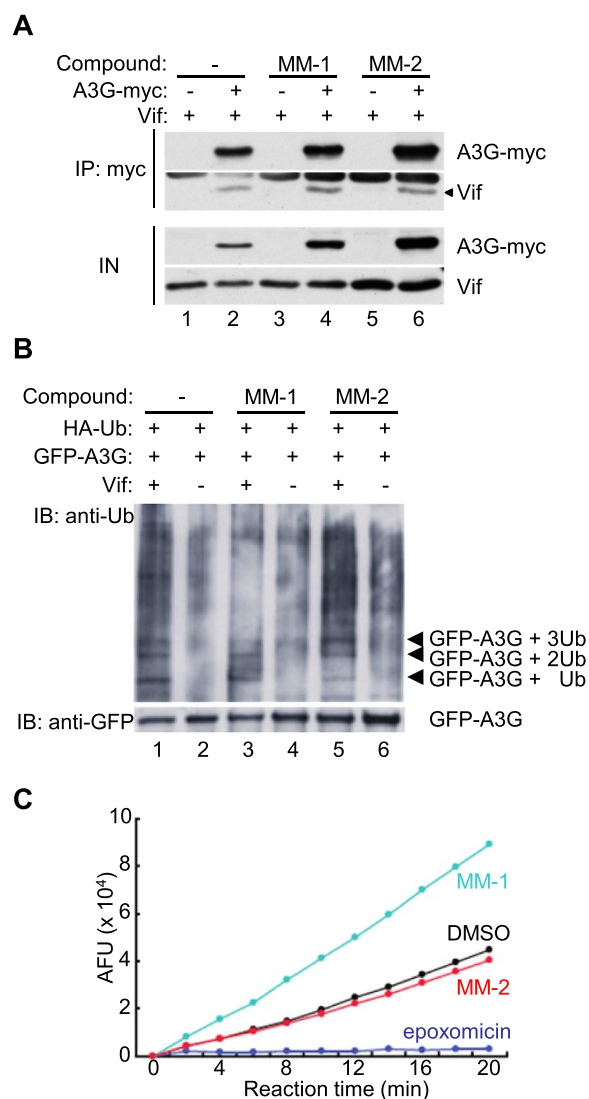 A
Compound: - MM-1 MM-2
A3G-myc: - + - + - +
Vif: + + + + + +
IP: myc
A3G-myc
Vif
IN
A3G-myc
Vif
1 2 3 4 5 6
B
Compound: - MM-1 MM-2
HA-Ub: + + + + + +
GFP-A3G: + + + + + +
Vif: + - + - + -
IB: anti-Ub
GFP-A3G + 3Ub
GFP-A3G + 2Ub
GFP-A3G + Ub
IB: anti-GFP
GFP-A3G
1 2 3 4 5 6
C
10
8
6
4
2
0
AFU (x 10⁴)
MM-1
DMSO
MM-2
epoxomicin
0 4 8 12 16 20
Reaction time (min)